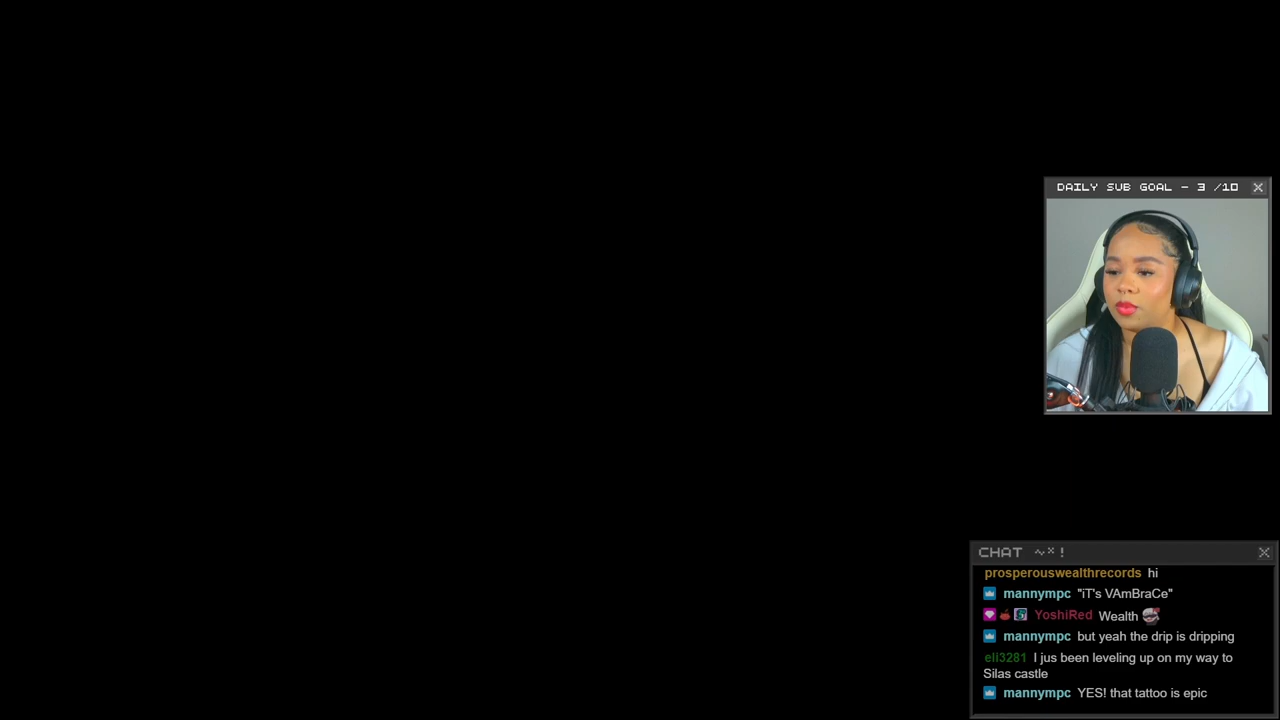 DAILY SUB GOAL - 3 /10
CHAT ~*!
prosperouswealthrecords hi
mannympc "iT's VAmBraCe"
YoshiRed Wealth
mannympc but yeah the drip is dripping
eli3281 I jus been leveling up on my way to
Silas castle
mannympc YES! that tattoo is epic